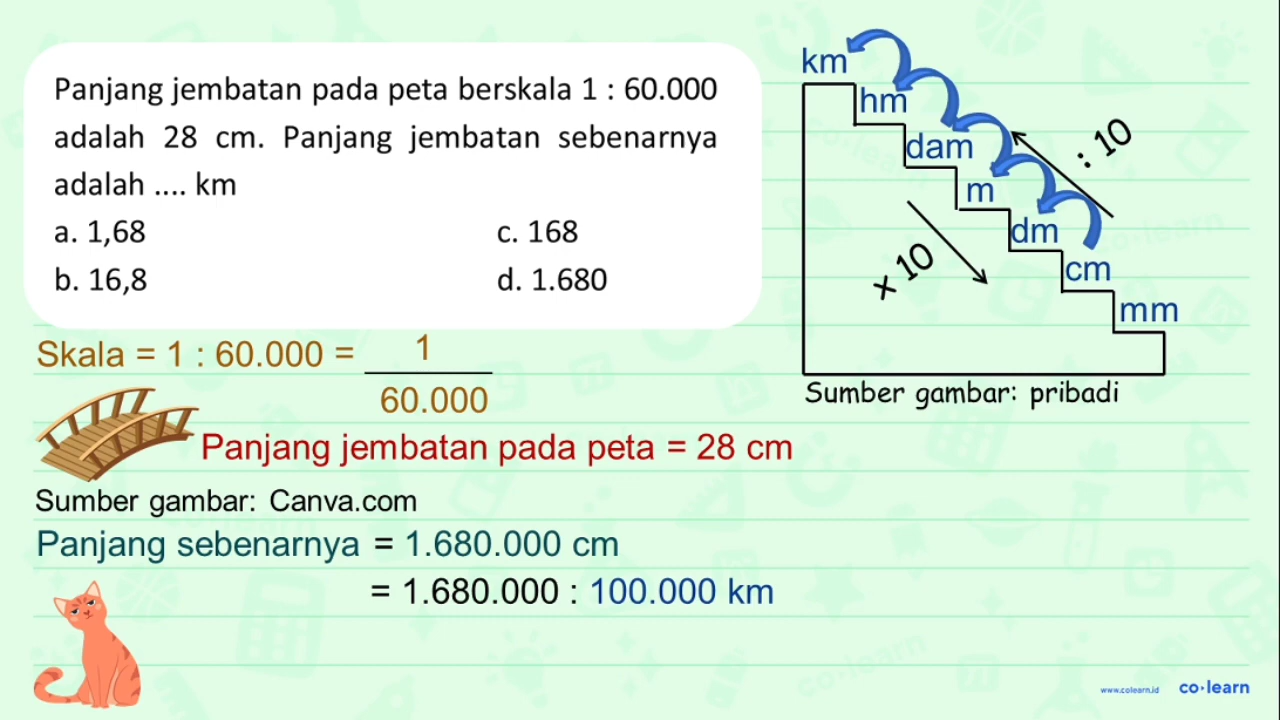 Panjang jembatan pada peta berskala 1 : 60.000
adalah 28 cm. Panjang jembatan sebenarnya
adalah .... km
a. 1,68 c. 168
b. 16,8 d. 1.680
km
hm
dam
m
dm
cm
mm
: 10
x 10
Sumber gambar: pribadi
Skala = 1 : 60.000 = 1
60.000
Panjang jembatan pada peta = 28 cm
Sumber gambar: Canva.com
Panjang sebenarnya = 1.680.000 cm
= 1.680.000 : 100.000 km
www.colearn.id co·learn